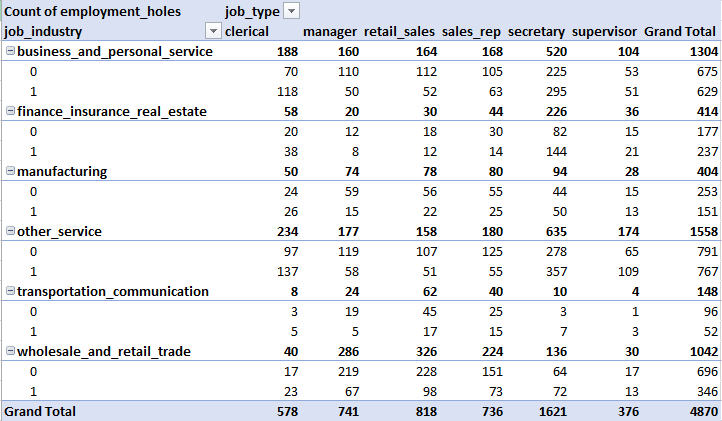 Count of employment_holes job_type
job_industry clerical manager retail_sales sales_rep secretary supervisor Grand Total
business_and_personal_service 188 160 164 168 520 104 1304
0 70 110 112 105 225 53 675
1 118 50 52 63 295 51 629
finance_insurance_real_estate 58 20 30 44 226 36 414
0 20 12 18 30 82 15 177
1 38 8 12 14 144 21 237
manufacturing 50 74 78 80 94 28 404
0 24 59 56 55 44 15 253
1 26 15 22 25 50 13 151
other_service 234 177 158 180 635 174 1558
0 97 119 107 125 278 65 791
1 137 58 51 55 357 109 767
transportation_communication 8 24 62 40 10 4 148
0 3 19 45 25 3 1 96
1 5 5 17 15 7 3 52
wholesale_and_retail_trade 40 286 326 224 136 30 1042
0 17 219 228 151 64 17 696
1 23 67 98 73 72 13 346
Grand Total 578 741 818 736 1621 376 4870